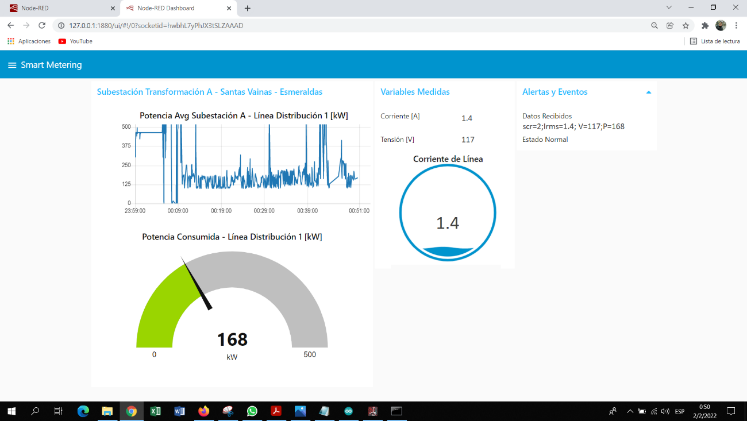 Node-RED
Node-RED Dashboard
127.0.0.1:1880/ui/#!/0?socketid=hwbhL7yPlsIX3tSLZAAAD
Aplicaciones
YouTube
Lista de lectura
Smart Metering
Subestación Transformación A - Santas Vainas - Esmeraldas
Potencia Avg Subestación A - Línea Distribución 1 [kW]
500
375
250
125
0
23:59:00 00:09:00 00:19:00 00:29:00 00:39:00 00:51:00
Potencia Consumida - Línea Distribución 1 [kW]
168
kW
0
500
Variables Medidas
Corriente [A] 1.4
Tensión [V] 117
Corriente de Línea
1.4
Alertas y Eventos
Datos Recibidos
scr=2;Irms=1.4; V=117;P=168
Estado Normal
ESP
0:50
2/2/2022